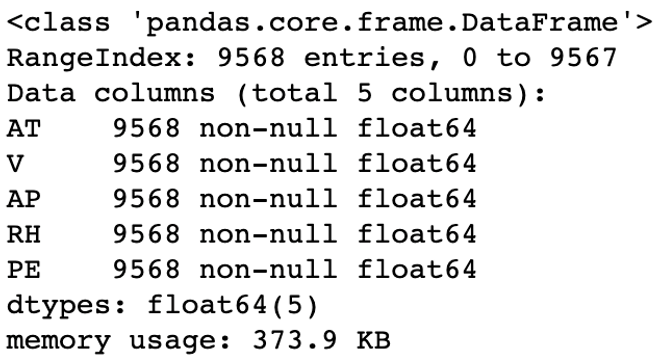 <class 'pandas.core.frame.DataFrame'>
RangeIndex: 9568 entries, 0 to 9567
Data columns (total 5 columns):
AT    9568 non-null float64
V     9568 non-null float64
AP    9568 non-null float64
RH    9568 non-null float64
PE    9568 non-null float64
dtypes: float64(5)
memory usage: 373.9 KB